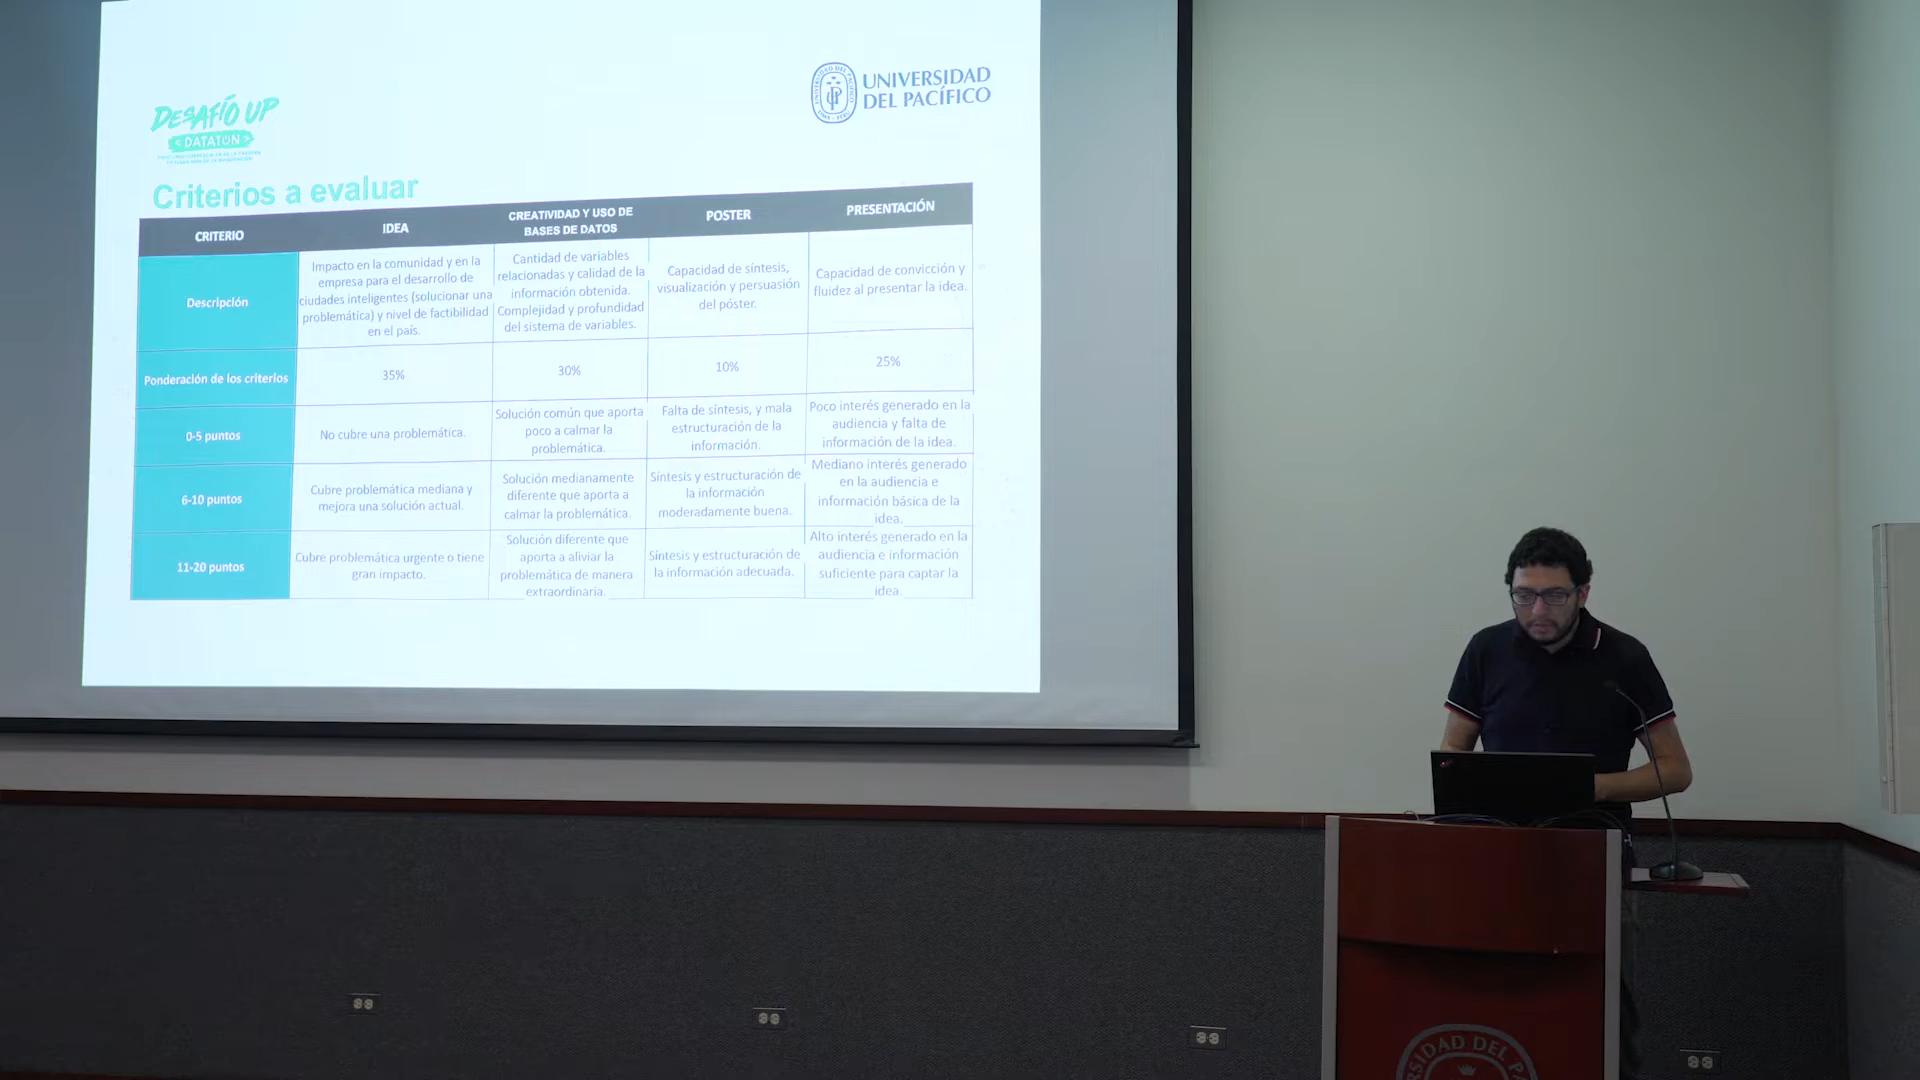 DESAFÍO UP
< DATATÓN >
UNIVERSIDAD
DEL PACÍFICO
Criterios a evaluar
CRITERIO
IDEA
CREATIVIDAD Y USO DE
BASES DE DATOS
POSTER
PRESENTACIÓN
Descripción
Impacto en la comunidad y en la
empresa para el desarrollo de
ciudades inteligentes (solucionar una
problemática) y nivel de factibilidad
en el país.
Cantidad de variables
relacionadas y calidad de la
información obtenida.
Complejidad y profundidad
del sistema de variables.
Capacidad de síntesis,
visualización y persuasión
del póster.
Capacidad de convicción y
fluidez al presentar la idea.
Ponderación de los criterios
35%
30%
10%
25%
0-5 puntos
No cubre una problemática.
Solución común que aporta
poco a calmar la
problemática.
Falta de síntesis, y mala
estructuración de la
información.
Poco interés generado en la
audiencia y falta de
información de la idea.
6-10 puntos
Cubre problemática mediana y
mejora una solución actual.
Solución medianamente
diferente que aporta a
calmar la problemática.
Síntesis y estructuración de
la información
moderadamente buena.
Mediano interés generado
en la audiencia e
información básica de la
idea.
11-20 puntos
Cubre problemática urgente o tiene
gran impacto.
Solución diferente que
aporta a aliviar la
problemática de manera
extraordinaria.
Síntesis y estructuración de
la información adecuada.
Alto interés generado en la
audiencia e información
suficiente para captar la
idea.